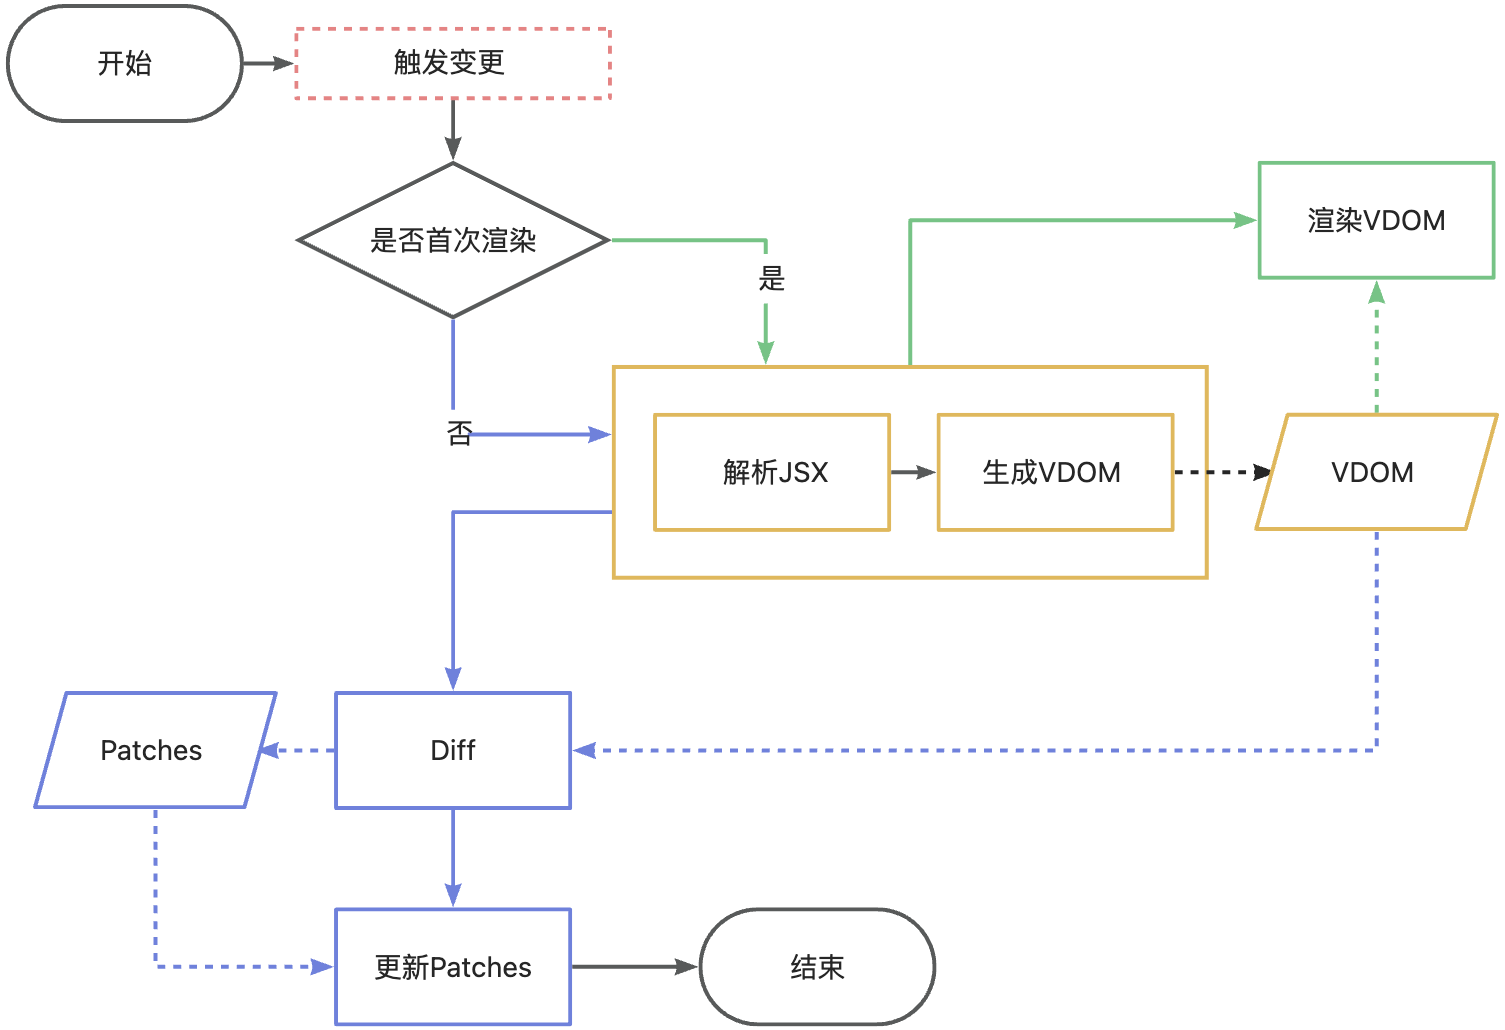 开始
触发变更
是否首次渲染
渲染VDOM
是
否
解析JSX
生成VDOM
VDOM
Patches
Diff
更新Patches
结束